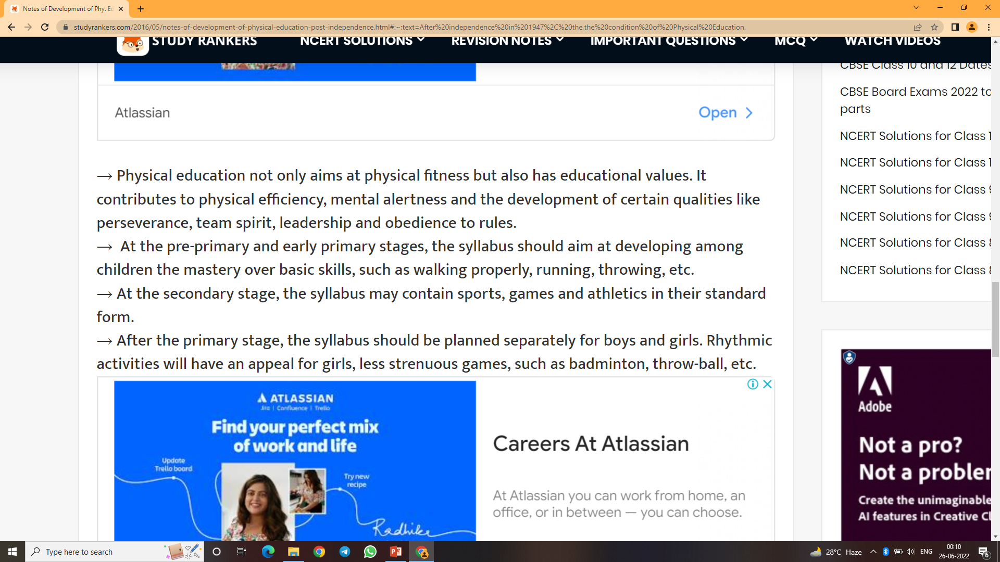 Notes of Development of Phy. Ed
studyrankers.com/2016/05/notes-of-development-of-physical-education-post-independence.html#:~:text=After%20independence%20in%201947%2C%20the,the%20condition%20of%20Physical%20Education.
STUDY RANKERS NCERT SOLUTIONS REVISION NOTES IMPORTANT QUESTIONS MCQ WATCH VIDEOS
Atlassian
Open
→ Physical education not only aims at physical fitness but also has educational values. It
contributes to physical efficiency, mental alertness and the development of certain qualities like
perseverance, team spirit, leadership and obedience to rules.
→ At the pre-primary and early primary stages, the syllabus should aim at developing among
children the mastery over basic skills, such as walking properly, running, throwing, etc.
→ At the secondary stage, the syllabus may contain sports, games and athletics in their standard
form.
→ After the primary stage, the syllabus should be planned separately for boys and girls. Rhythmic
activities will have an appeal for girls, less strenuous games, such as badminton, throw-ball, etc.
ATLASSIAN
Jira | Confluence | Trello
Find your perfect mix
of work and life
Update
Trello board
Try new
recipe
Radhika
Careers At Atlassian
At Atlassian you can work from home, an
office, or in between — you can choose.
CBSE Class 10 and 12 Dates
CBSE Board Exams 2022 to
parts
NCERT Solutions for Class 1
NCERT Solutions for Class 1
NCERT Solutions for Class 9
NCERT Solutions for Class 9
NCERT Solutions for Class 8
NCERT Solutions for Class 8
Adobe
Not a pro?
Not a problem
Create the unimaginable
AI features in Creative Cl
Type here to search
28°C Haze
ENG
00:10
26-06-2022
6